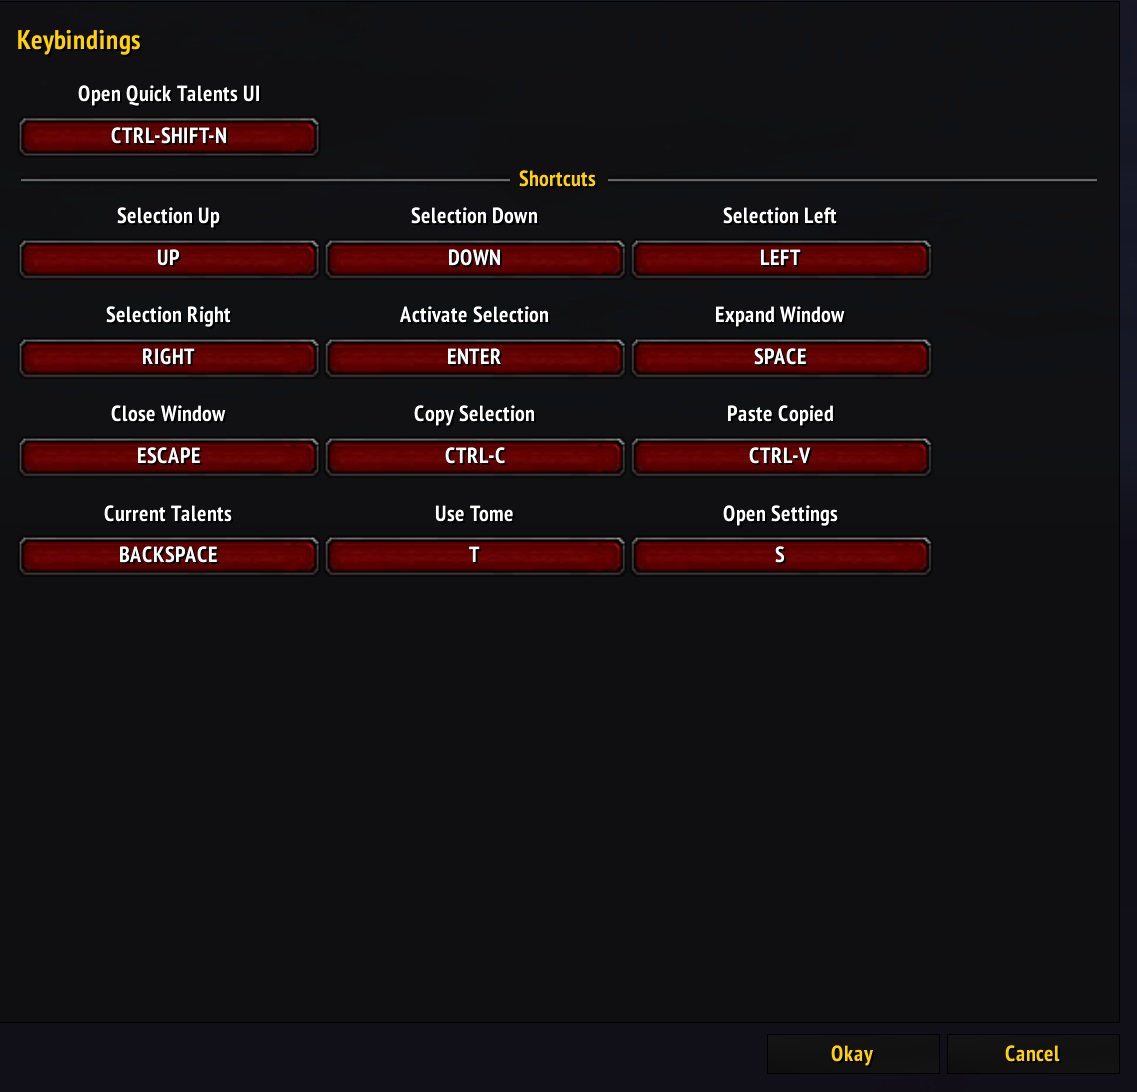 Keybindings
Open Quick Talents UI
CTRL-SHIFT-N
Shortcuts
Selection Up Selection Down Selection Left
UP DOWN LEFT
Selection Right Activate Selection Expand Window
RIGHT ENTER SPACE
Close Window Copy Selection Paste Copied
ESCAPE CTRL-C CTRL-V
Current Talents Use Tome Open Settings
BACKSPACE T S
Okay Cancel